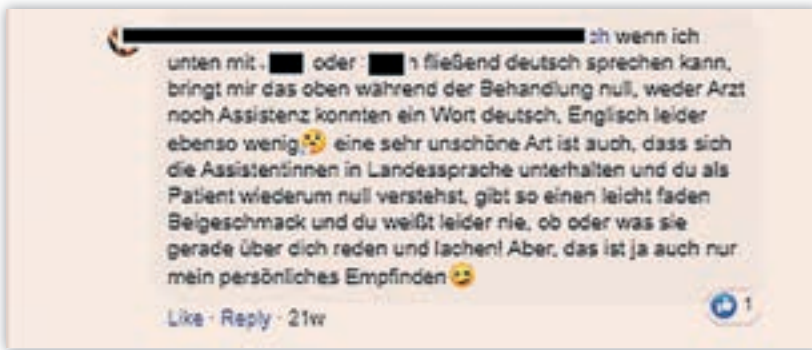 wenn ich
unten mit oder fließend deutsch sprechen kann,
bringt mir das oben während der Behandlung null, weder Arzt
noch Assistenz konnten ein Wort deutsch, Englisch leider
ebenso wenig🤔 eine sehr unschöne Art ist auch, dass sich
die Assistentinnen in Landessprache unterhalten und du als
Patient wiederum null verstehst, gibt so einen leicht faden
Beigeschmack und du weißt leider nie, ob oder was sie
gerade über dich reden und lachen! Aber, das ist ja auch nur
mein persönliches Empfinden😉
Like · Reply · 21w
1